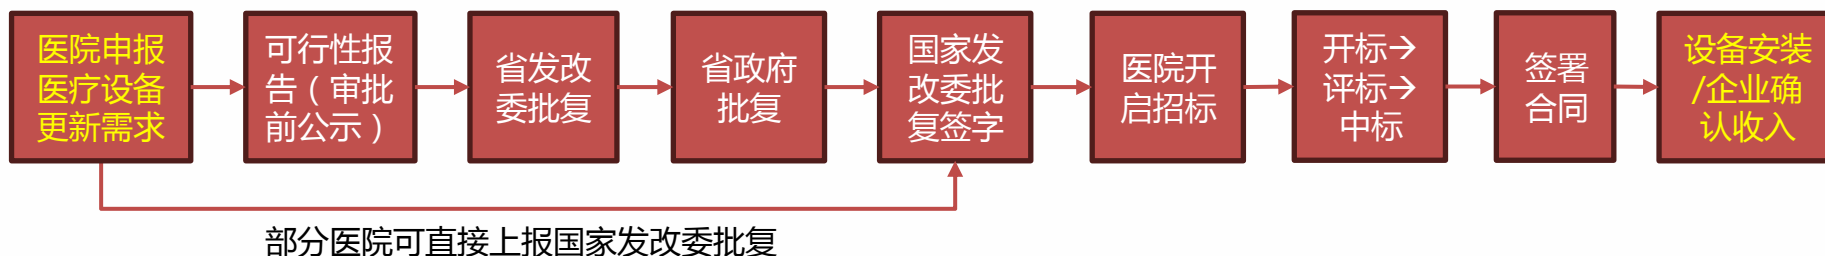 医院申报
医疗设备
更新需求
可行性报
告（审批
前公示）
省发改
委批复
省政府
批复
国家发
改委批
复签字
医院开
启招标
开标→
评标→
中标
签署
合同
设备安装
/企业确
认收入
部分医院可直接上报国家发改委批复